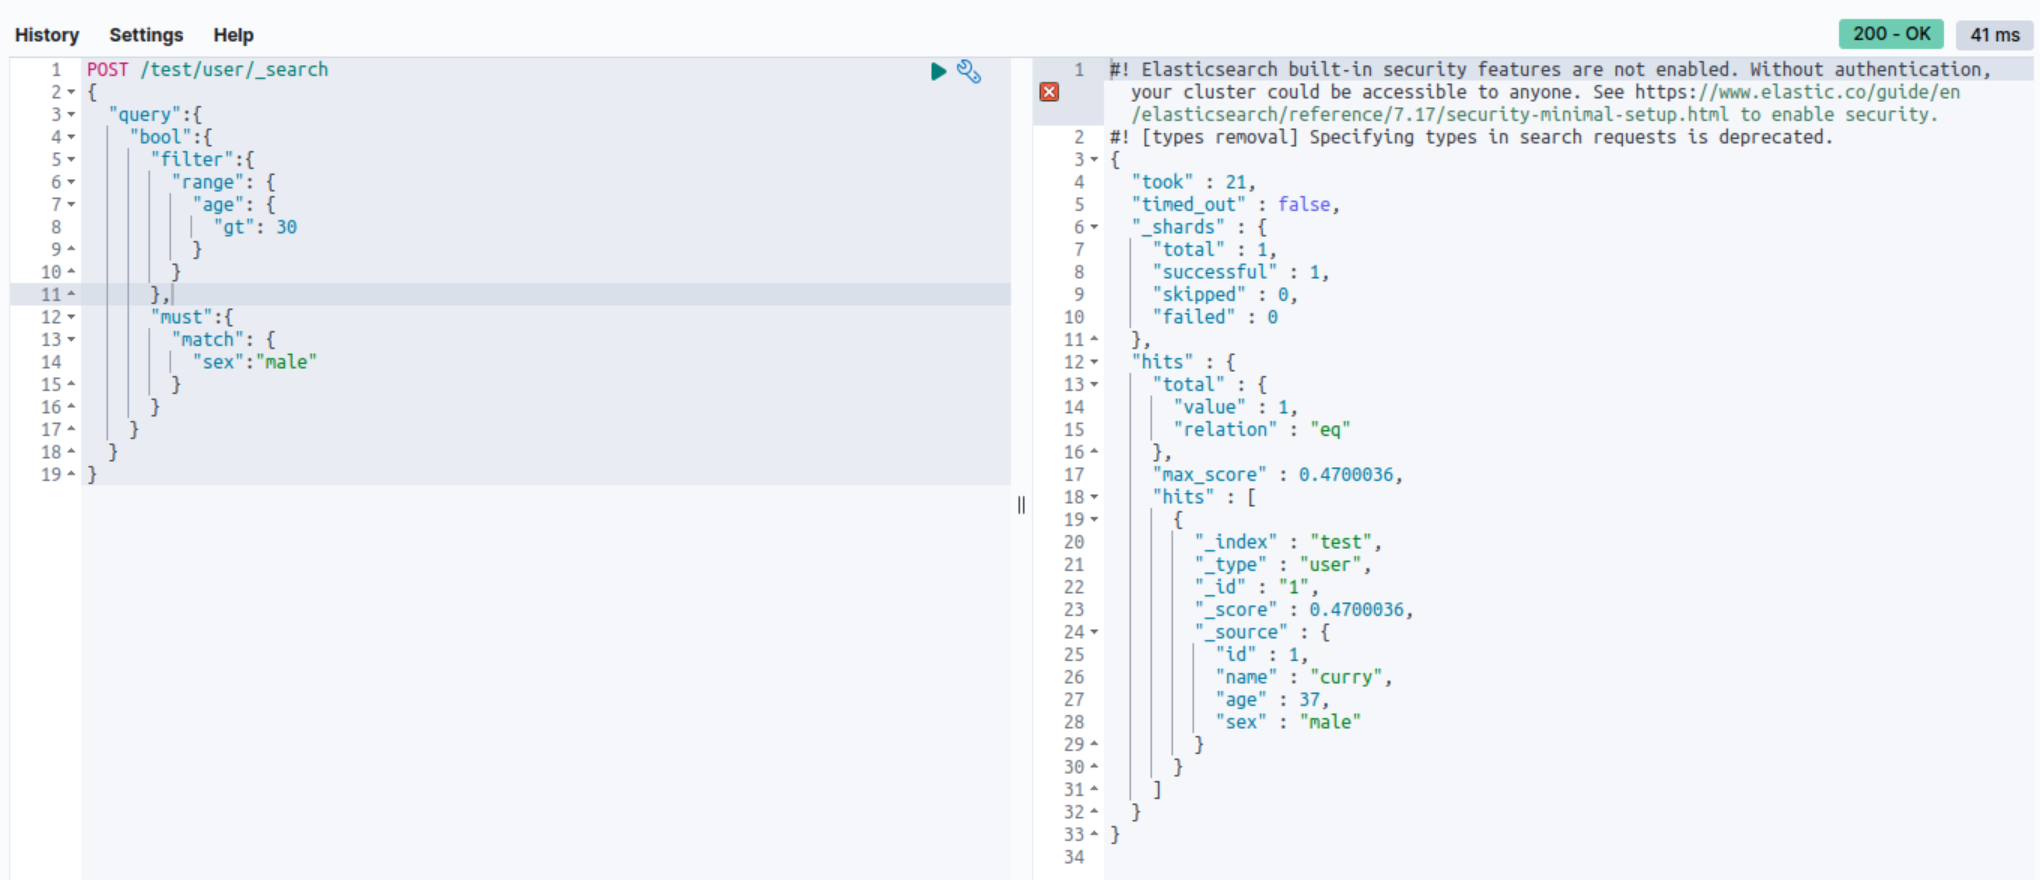 History Settings Help
200 - OK 41 ms
1 POST /test/user/_search
2 {
3 "query":{
4 "bool":{
5 "filter":{
6 "range": {
7 "age": {
8 "gt": 30
9 }
10 }
11 },
12 "must":{
13 "match": {
14 "sex":"male"
15 }
16 }
17 }
18 }
19 }
1 #! Elasticsearch built-in security features are not enabled. Without authentication,
your cluster could be accessible to anyone. See https://www.elastic.co/guide/en
/elasticsearch/reference/7.17/security-minimal-setup.html to enable security.
2 #! [types removal] Specifying types in search requests is deprecated.
3 {
4 "took" : 21,
5 "timed_out" : false,
6 "_shards" : {
7 "total" : 1,
8 "successful" : 1,
9 "skipped" : 0,
10 "failed" : 0
11 },
12 "hits" : {
13 "total" : {
14 "value" : 1,
15 "relation" : "eq"
16 },
17 "max_score" : 0.4700036,
18 "hits" : [
19 {
20 "_index" : "test",
21 "_type" : "user",
22 "_id" : "1",
23 "_score" : 0.4700036,
24 "_source" : {
25 "id" : 1,
26 "name" : "curry",
27 "age" : 37,
28 "sex" : "male"
29 }
30 }
31 ]
32 }
33 }
34